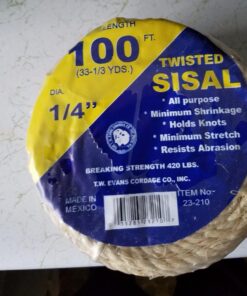 LENGTH
100 FT.
(33-1/3 YDS.)
DIA.
1/4"
TWISTED
SISAL
• All purpose
• Minimum Shrinkage
• Holds Knots
• Minimum Stretch
• Resists Abrasion
BREAKING STRENGTH 420 LBS.
T.W. EVANS CORDAGE CO., INC.
MADE IN
MEXICO
ITEM No-
23-210